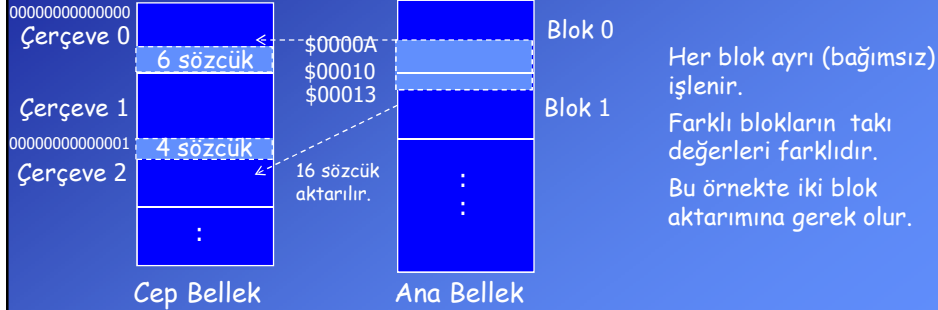 00000000000000
Çerçeve 0
6 sözcük
Çerçeve 1
00000000000001
4 sözcük
Çerçeve 2
:
Cep Bellek
$0000A
$00010
$00013
16 sözcük
aktarılır.
Blok 0
Blok 1
:
:
Ana Bellek
Her blok ayrı (bağımsız)
işlenir.
Farklı blokların takı
değerleri farklıdır.
Bu örnekte iki blok
aktarımına gerek olur.